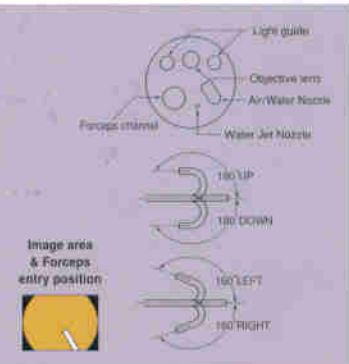 Light guide
Objective lens
Air/Water Nozzle
Forceps channel
Water Jet Nozzle
180°UP
180°DOWN
Image area
& Forceps
entry position
160°LEFT
160°RIGHT